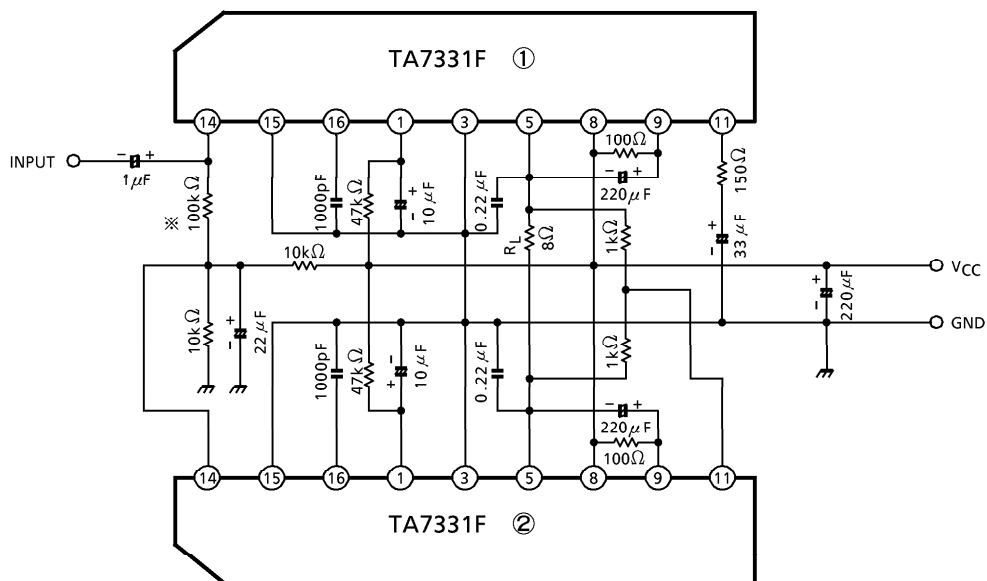 TA7331F ①
14 15 16 1 3 5 8 9 11
INPUT
1μF
※ 100kΩ
1000pF
47kΩ
10μF
0.22μF
RL 8Ω
100Ω
220μF
1kΩ
150Ω
33μF
10kΩ
VCC
220μF
GND
10kΩ
22μF
1000pF
47kΩ
10μF
0.22μF
1kΩ
220μF
100Ω
14 15 16 1 3 5 8 9 11
TA7331F ②